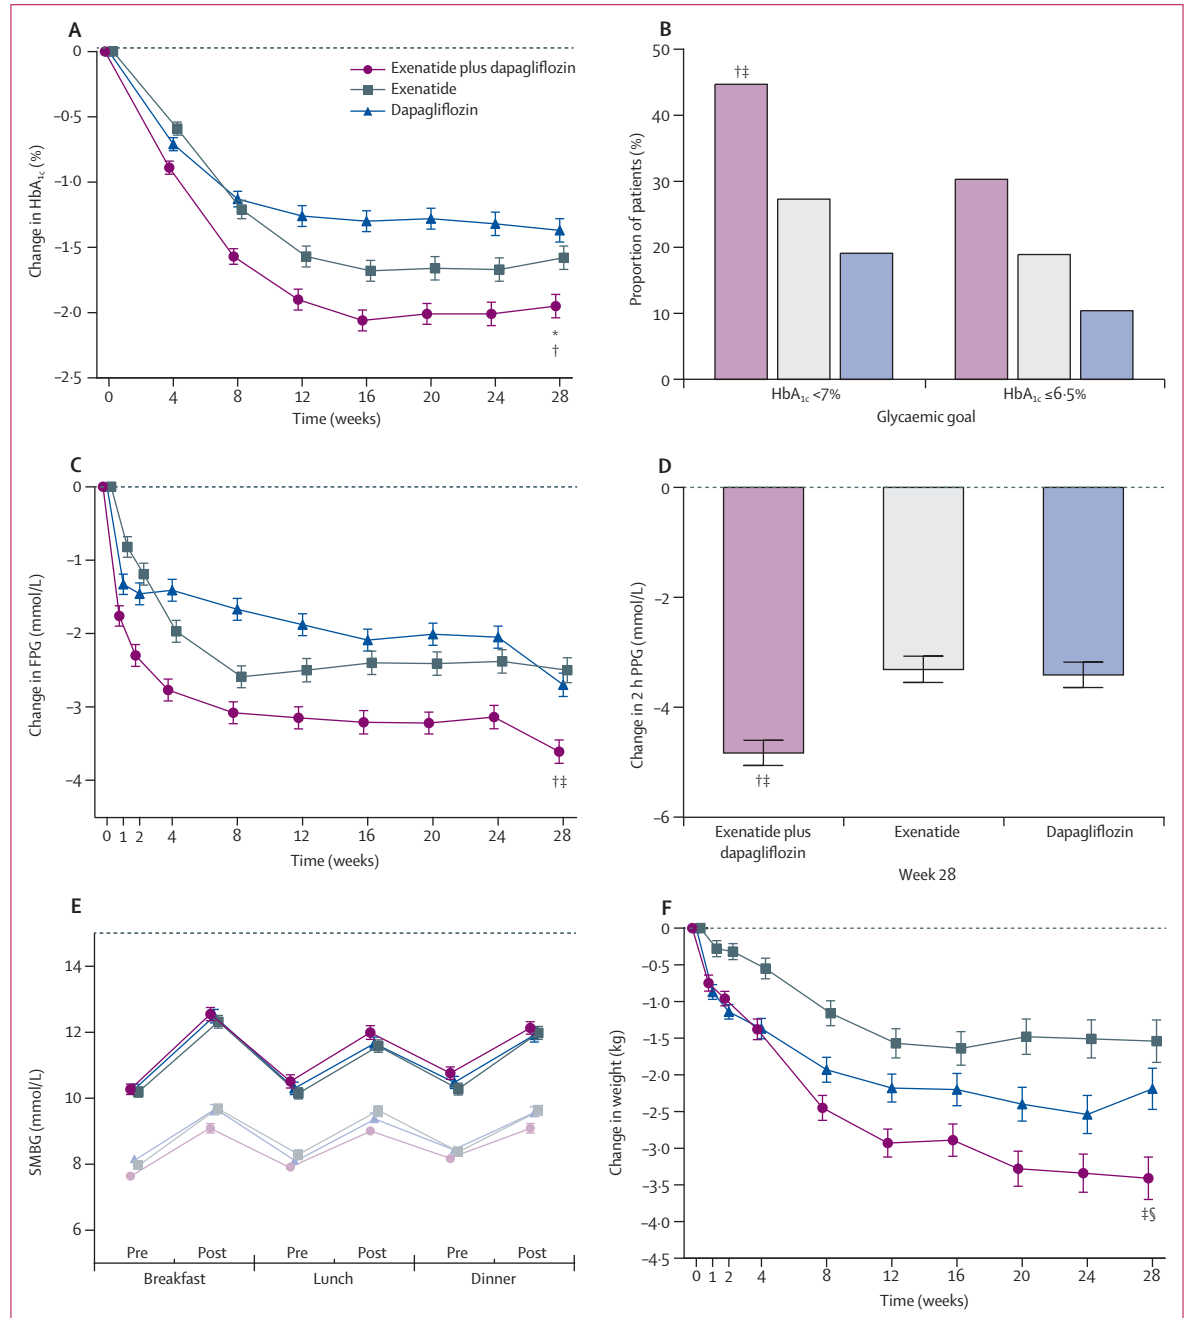 A
0
–0·5
–1·0
–1·5
–2·0
–2·5
Change in HbA1c (%)
Exenatide plus dapagliflozin
Exenatide
Dapagliflozin
*
†
0 4 8 12 16 20 24 28
Time (weeks)
B
50
40
30
20
10
0
Proportion of patients (%)
†‡
HbA1c <7% HbA1c ≤6·5%
Glycaemic goal
C
0
–1
–2
–3
–4
Change in FPG (mmol/L)
†‡
0 1 2 4 8 12 16 20 24 28
Time (weeks)
D
0
–2
–4
–6
Change in 2 h PPG (mmol/L)
†‡
Exenatide plus
dapagliflozin
Exenatide
Dapagliflozin
Week 28
E
14
12
10
8
6
SMBG (mmol/L)
Pre Post Pre Post Pre Post
Breakfast Lunch Dinner
F
0
–0·5
–1·0
–1·5
–2·0
–2·5
–3·0
–3·5
–4·0
–4·5
Change in weight (kg)
‡§
0 1 2 4 8 12 16 20 24 28
Time (weeks)